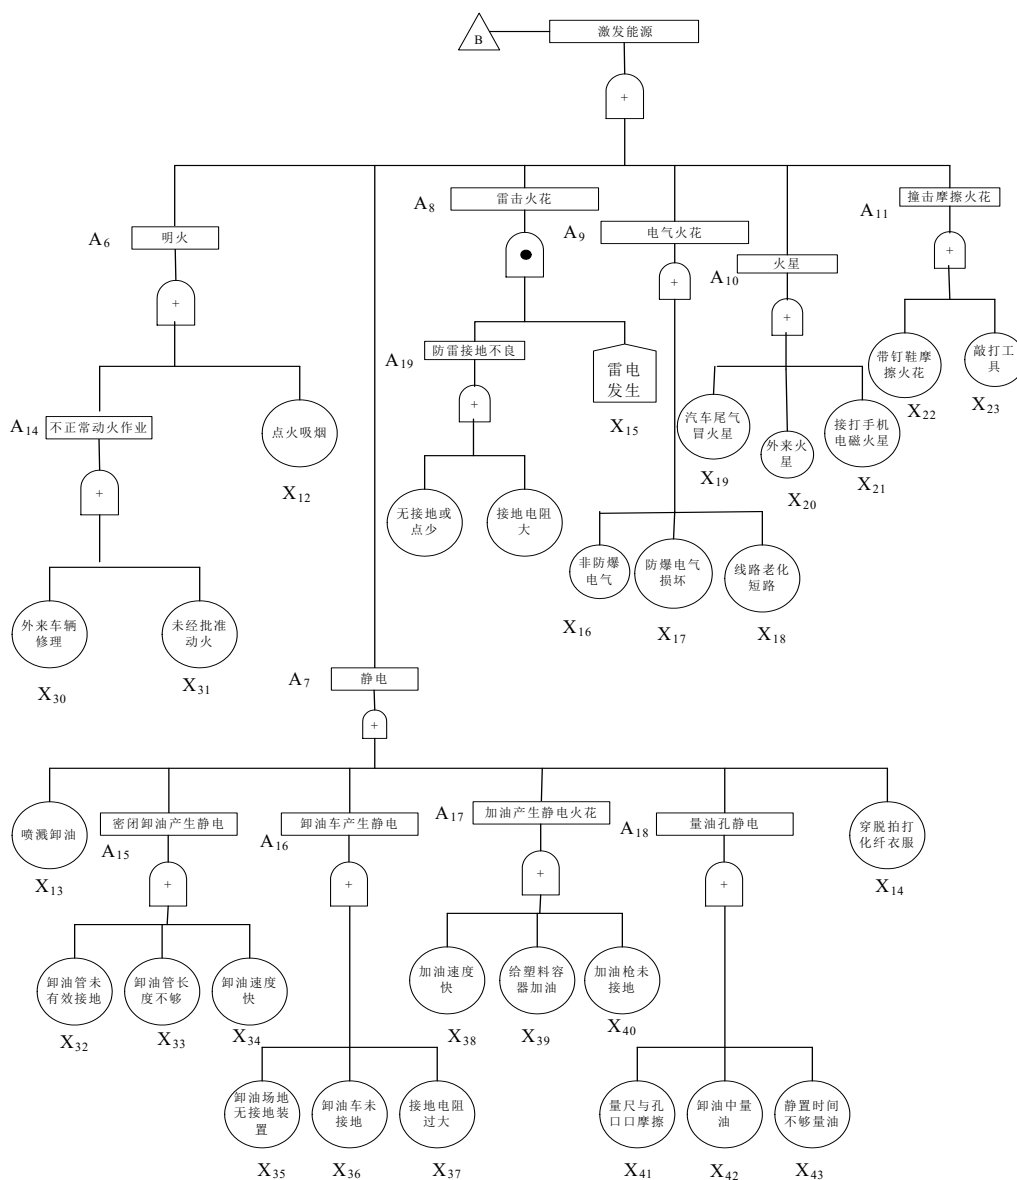 B
激发能源
+
A8
雷击火花
A11
撞击摩擦火花
A6
明火
A9
电气火花
A10
火星
+
+
+
+
+
A19
防雷接地不良
雷电
发生
X15
+
带钉鞋摩
擦火花
X22
敲打工
具
X23
A14
不正常动火作业
点火吸烟
X12
汽车尾气
冒火星
X19
外来火
星
X20
接打手机
电磁火星
X21
+
无接地或
点少
接地电阻
大
非防爆
电气
X16
防爆电气
损坏
X17
线路老化
短路
X18
外来车辆
修理
X30
未经批准
动火
X31
A7
静电
+
喷溅卸油
X13
密闭卸油产生静电
A15
卸油车产生静电
A16
A17
加油产生静电火花
A18
量油孔静电
穿脱拍打
化纤衣服
X14
+
+
+
+
卸油管未
有效接地
X32
卸油管长
度不够
X33
卸油速度
快
X34
加油速度
快
X38
给塑料容
器加油
X39
加油枪未
接地
X40
卸油场地
无接地装
置
X35
卸油车未
接地
X36
接地电阻
过大
X37
量尺与孔
口口摩擦
X41
卸油中量
油
X42
静置时间
不够量油
X43